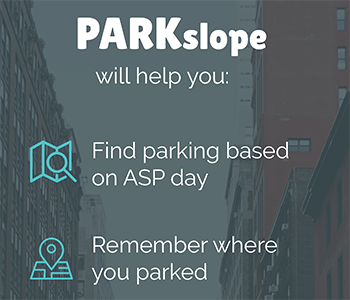 PARKslope
will help you:
Find parking based
on ASP day
Remember where
you parked